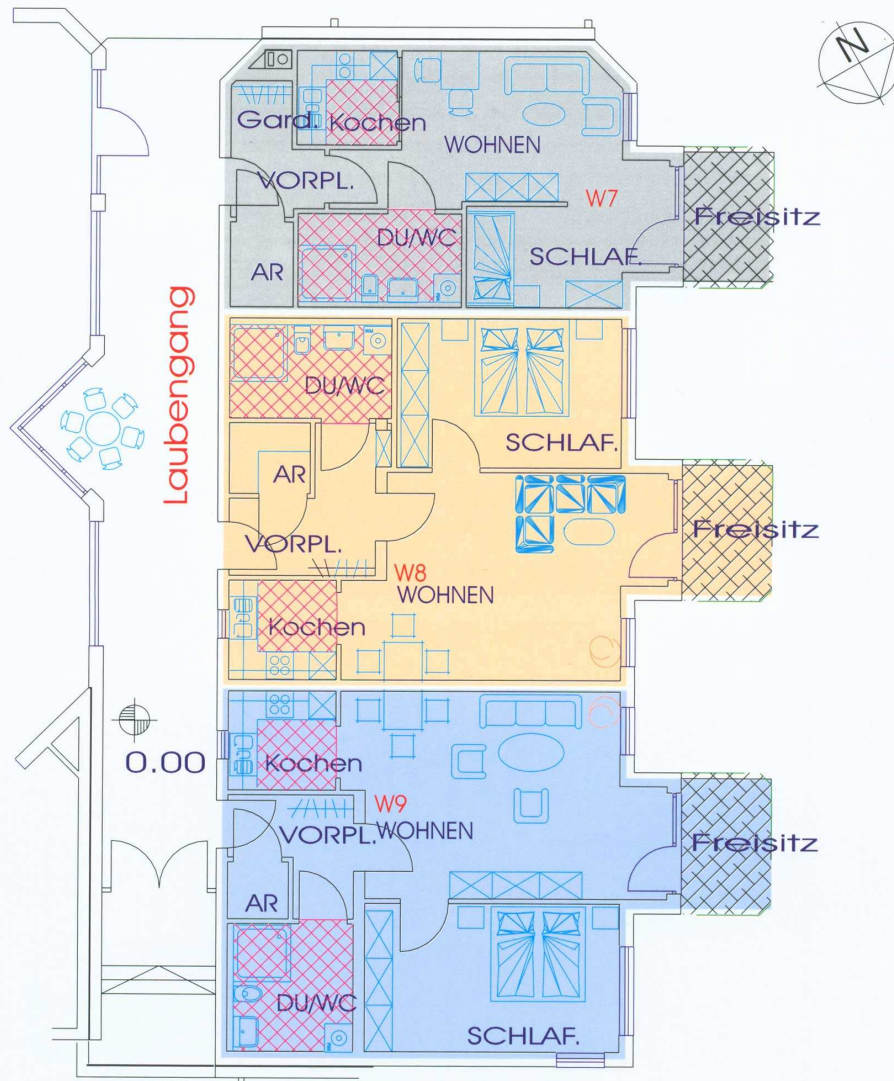 N
Gard.
Kochen
WOHNEN
VORPL.
W7
Freisitz
DU/WC
SCHLAF.
AR
Laubengang
DU/WC
SCHLAF.
AR
Freisitz
VORPL.
W8
WOHNEN
Kochen
0.00
Kochen
W9
VORPL.
WOHNEN
Freisitz
AR
DU/WC
SCHLAF.